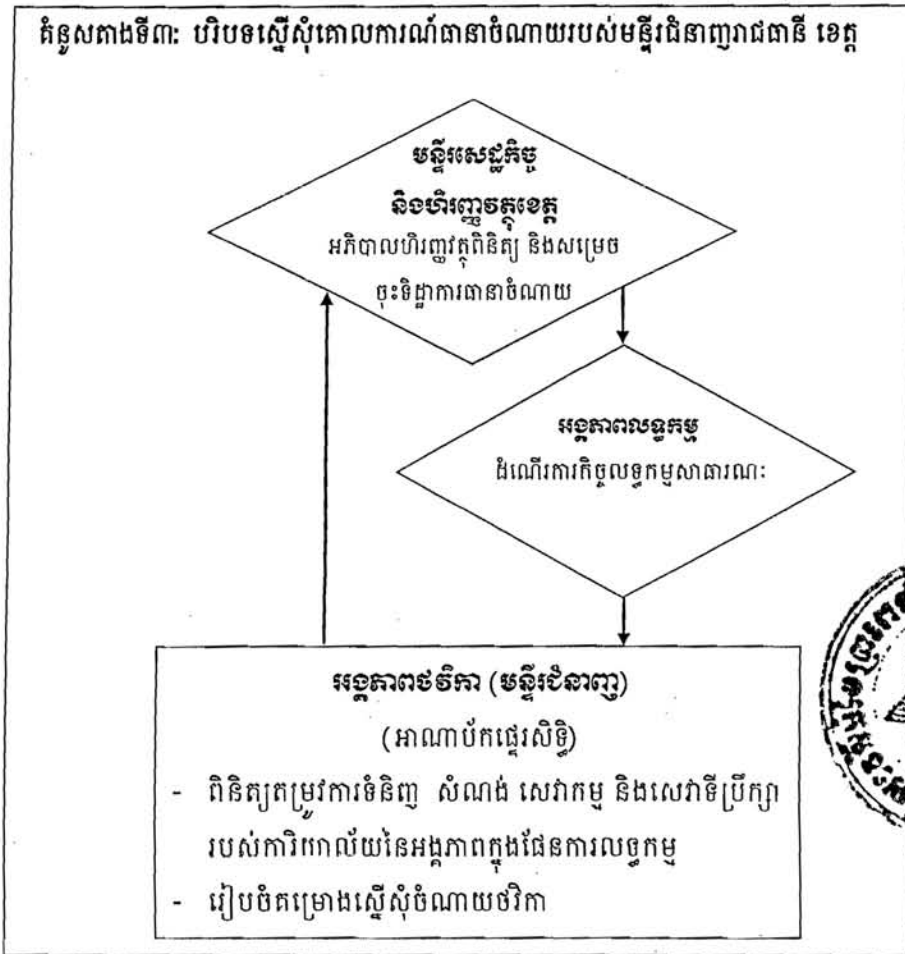 គំនូសតាងទី៣: បរិបទស្នើសុំគោលការណ៍ធានាចំណាយរបស់មន្ទីរជំនាញរាជធានី ខេត្ត
មន្ទីរសេដ្ឋកិច្ច
និងហិរញ្ញវត្ថុខេត្ត
អភិបាលហិរញ្ញវត្ថុពិនិត្យ និងសម្រេច
ចុះទិដ្ឋាការធានាចំណាយ
អង្គភាពលទ្ធកម្ម
ដំណើរការកិច្ចលទ្ធកម្មសាធារណៈ
អង្គភាពថវិកា (មន្ទីរជំនាញ)
(អាណាប័កផ្ទេរសិទ្ធិ)
- ពិនិត្យតម្រូវការទំនិញ សំណង់ សេវាកម្ម និងសេវាទីប្រឹក្សា
របស់ការិយាល័យនៃអង្គភាពក្នុងផែនការលទ្ធកម្ម
- រៀបចំគម្រោងស្នើសុំចំណាយថវិកា